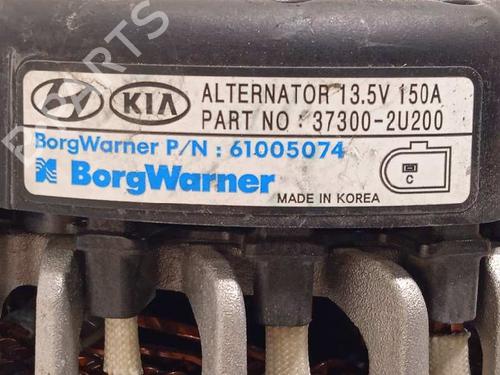 KIA
ALTERNATOR 13.5V 150A
PART NO : 37300-2U200
BorgWarner P/N : 61005074
BorgWarner
C
MADE IN KOREA